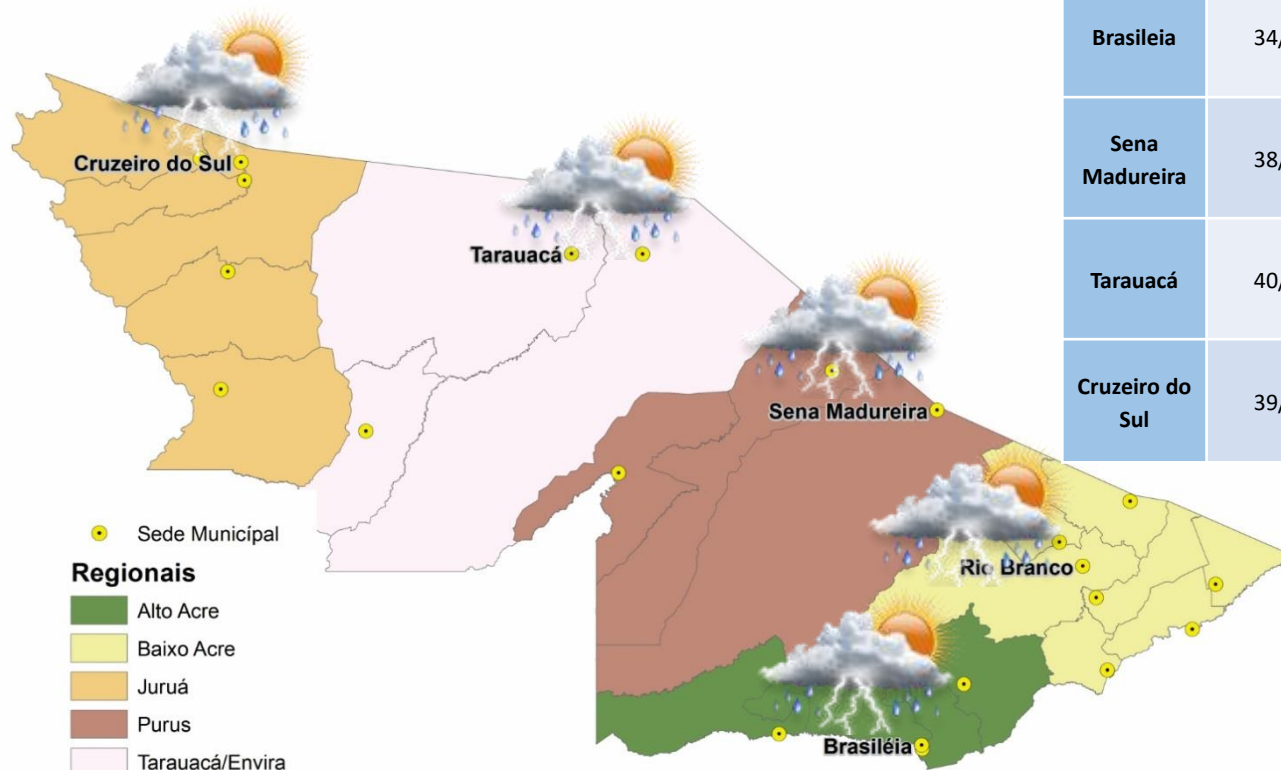 Brasileia 34/
Sena
Madureira 38/
Tarauacá 40/
Cruzeiro do
Sul 39/
Cruzeiro do Sul
Tarauacá
Sena Madureira
Rio Branco
Brasiléia
Sede Municípal
Regionais
Alto Acre
Baixo Acre
Juruá
Purus
Tarauacá/Envira